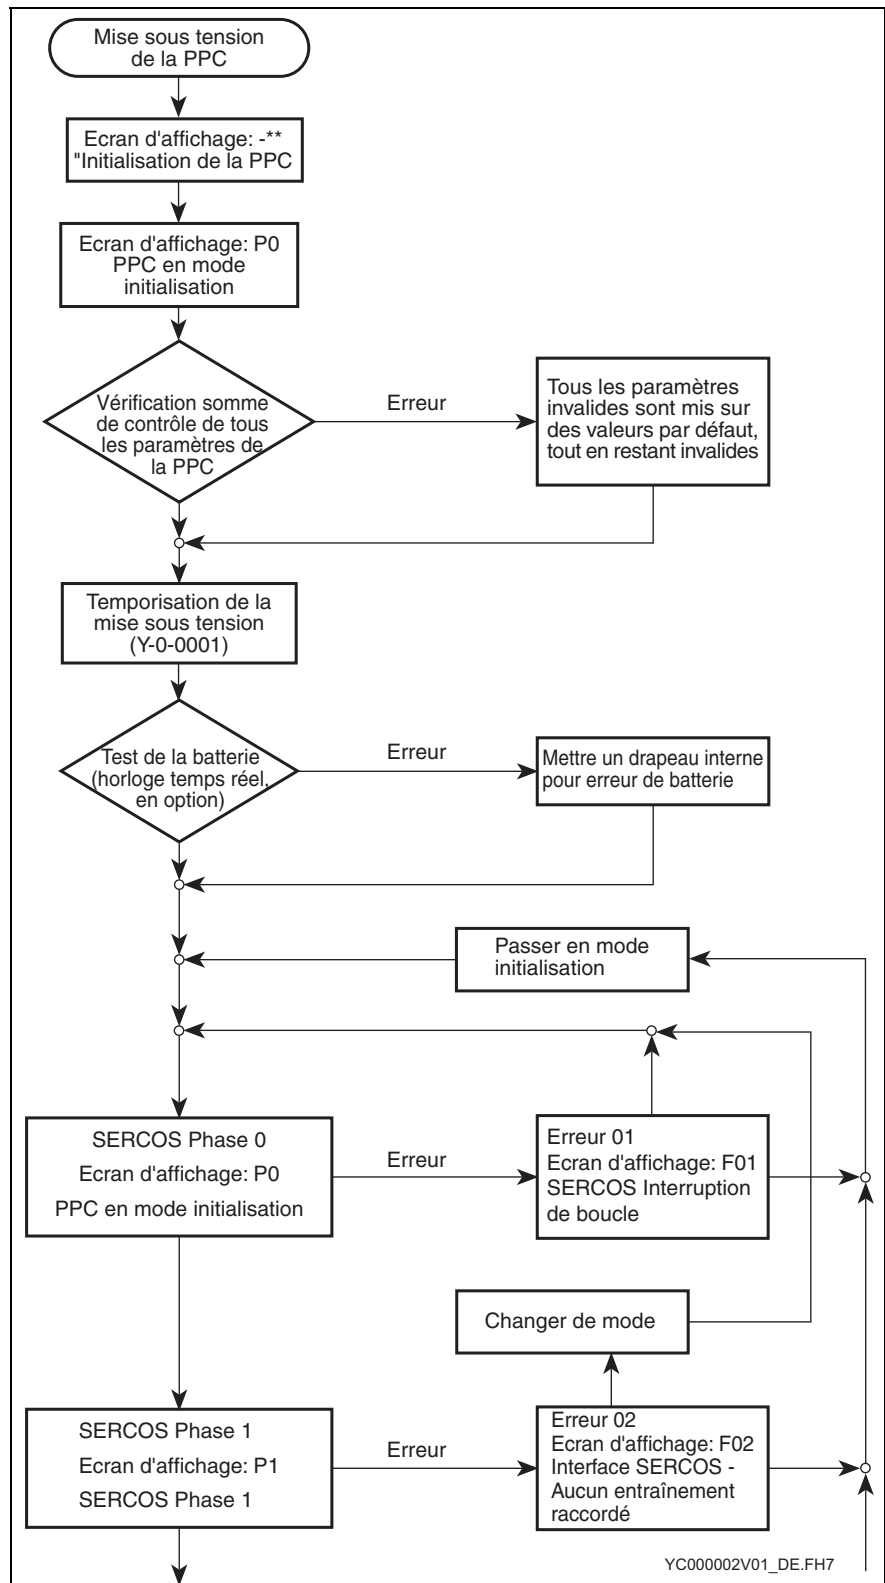 Mise sous tension
de la PPC
Ecran d'affichage: -**
"Initialisation de la PPC
Ecran d'affichage: P0
PPC en mode
initialisation
Vérification somme
de contrôle de tous
les paramètres de
la PPC
Erreur
Tous les paramètres
invalides sont mis sur
des valeurs par défaut,
tout en restant invalides
Temporisation de la
mise sous tension
(Y-0-0001)
Test de la batterie
(horloge temps réel,
en option)
Erreur
Mettre un drapeau interne
pour erreur de batterie
Passer en mode
initialisation
SERCOS Phase 0
Ecran d'affichage: P0
PPC en mode initialisation
Erreur
Erreur 01
Ecran d'affichage: F01
SERCOS Interruption
de boucle
Changer de mode
SERCOS Phase 1
Ecran d'affichage: P1
SERCOS Phase 1
Erreur
Erreur 02
Ecran d'affichage: F02
Interface SERCOS -
Aucun entraînement
raccordé
YC000002V01_DE.FH7